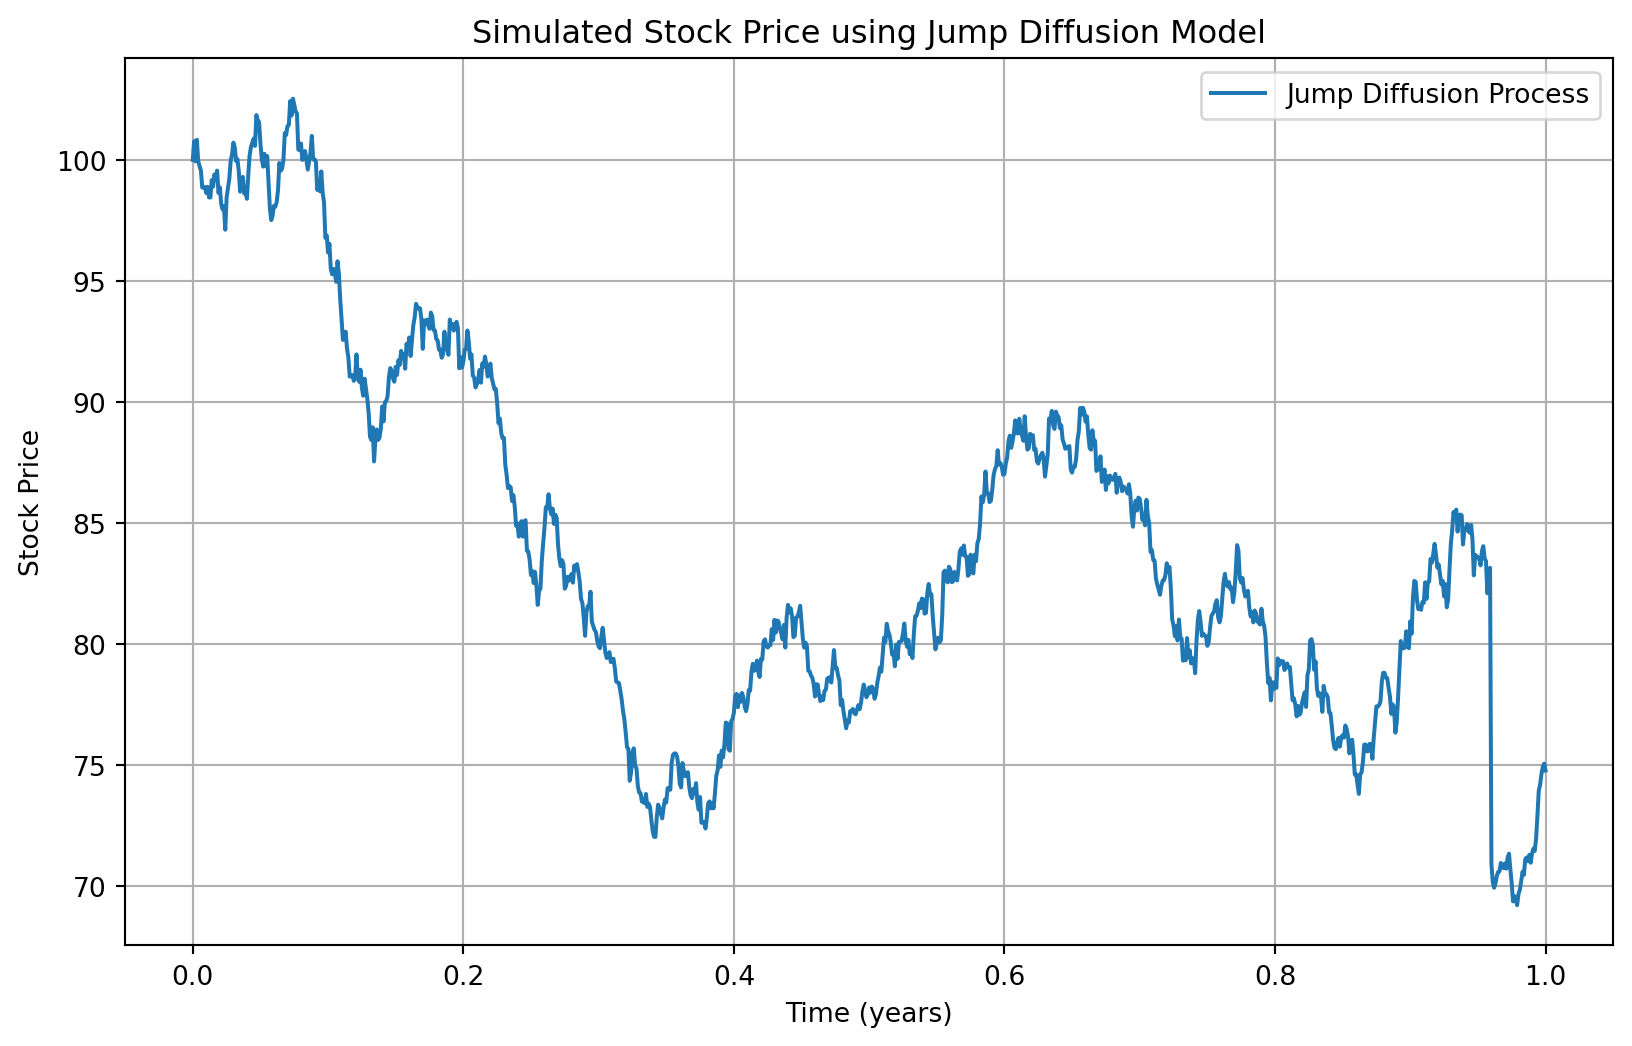 Simulated Stock Price using Jump Diffusion Model
Jump Diffusion Process
100
95
90
85
80
75
70
Stock Price
0.0 0.2 0.4 0.6 0.8 1.0
Time (years)